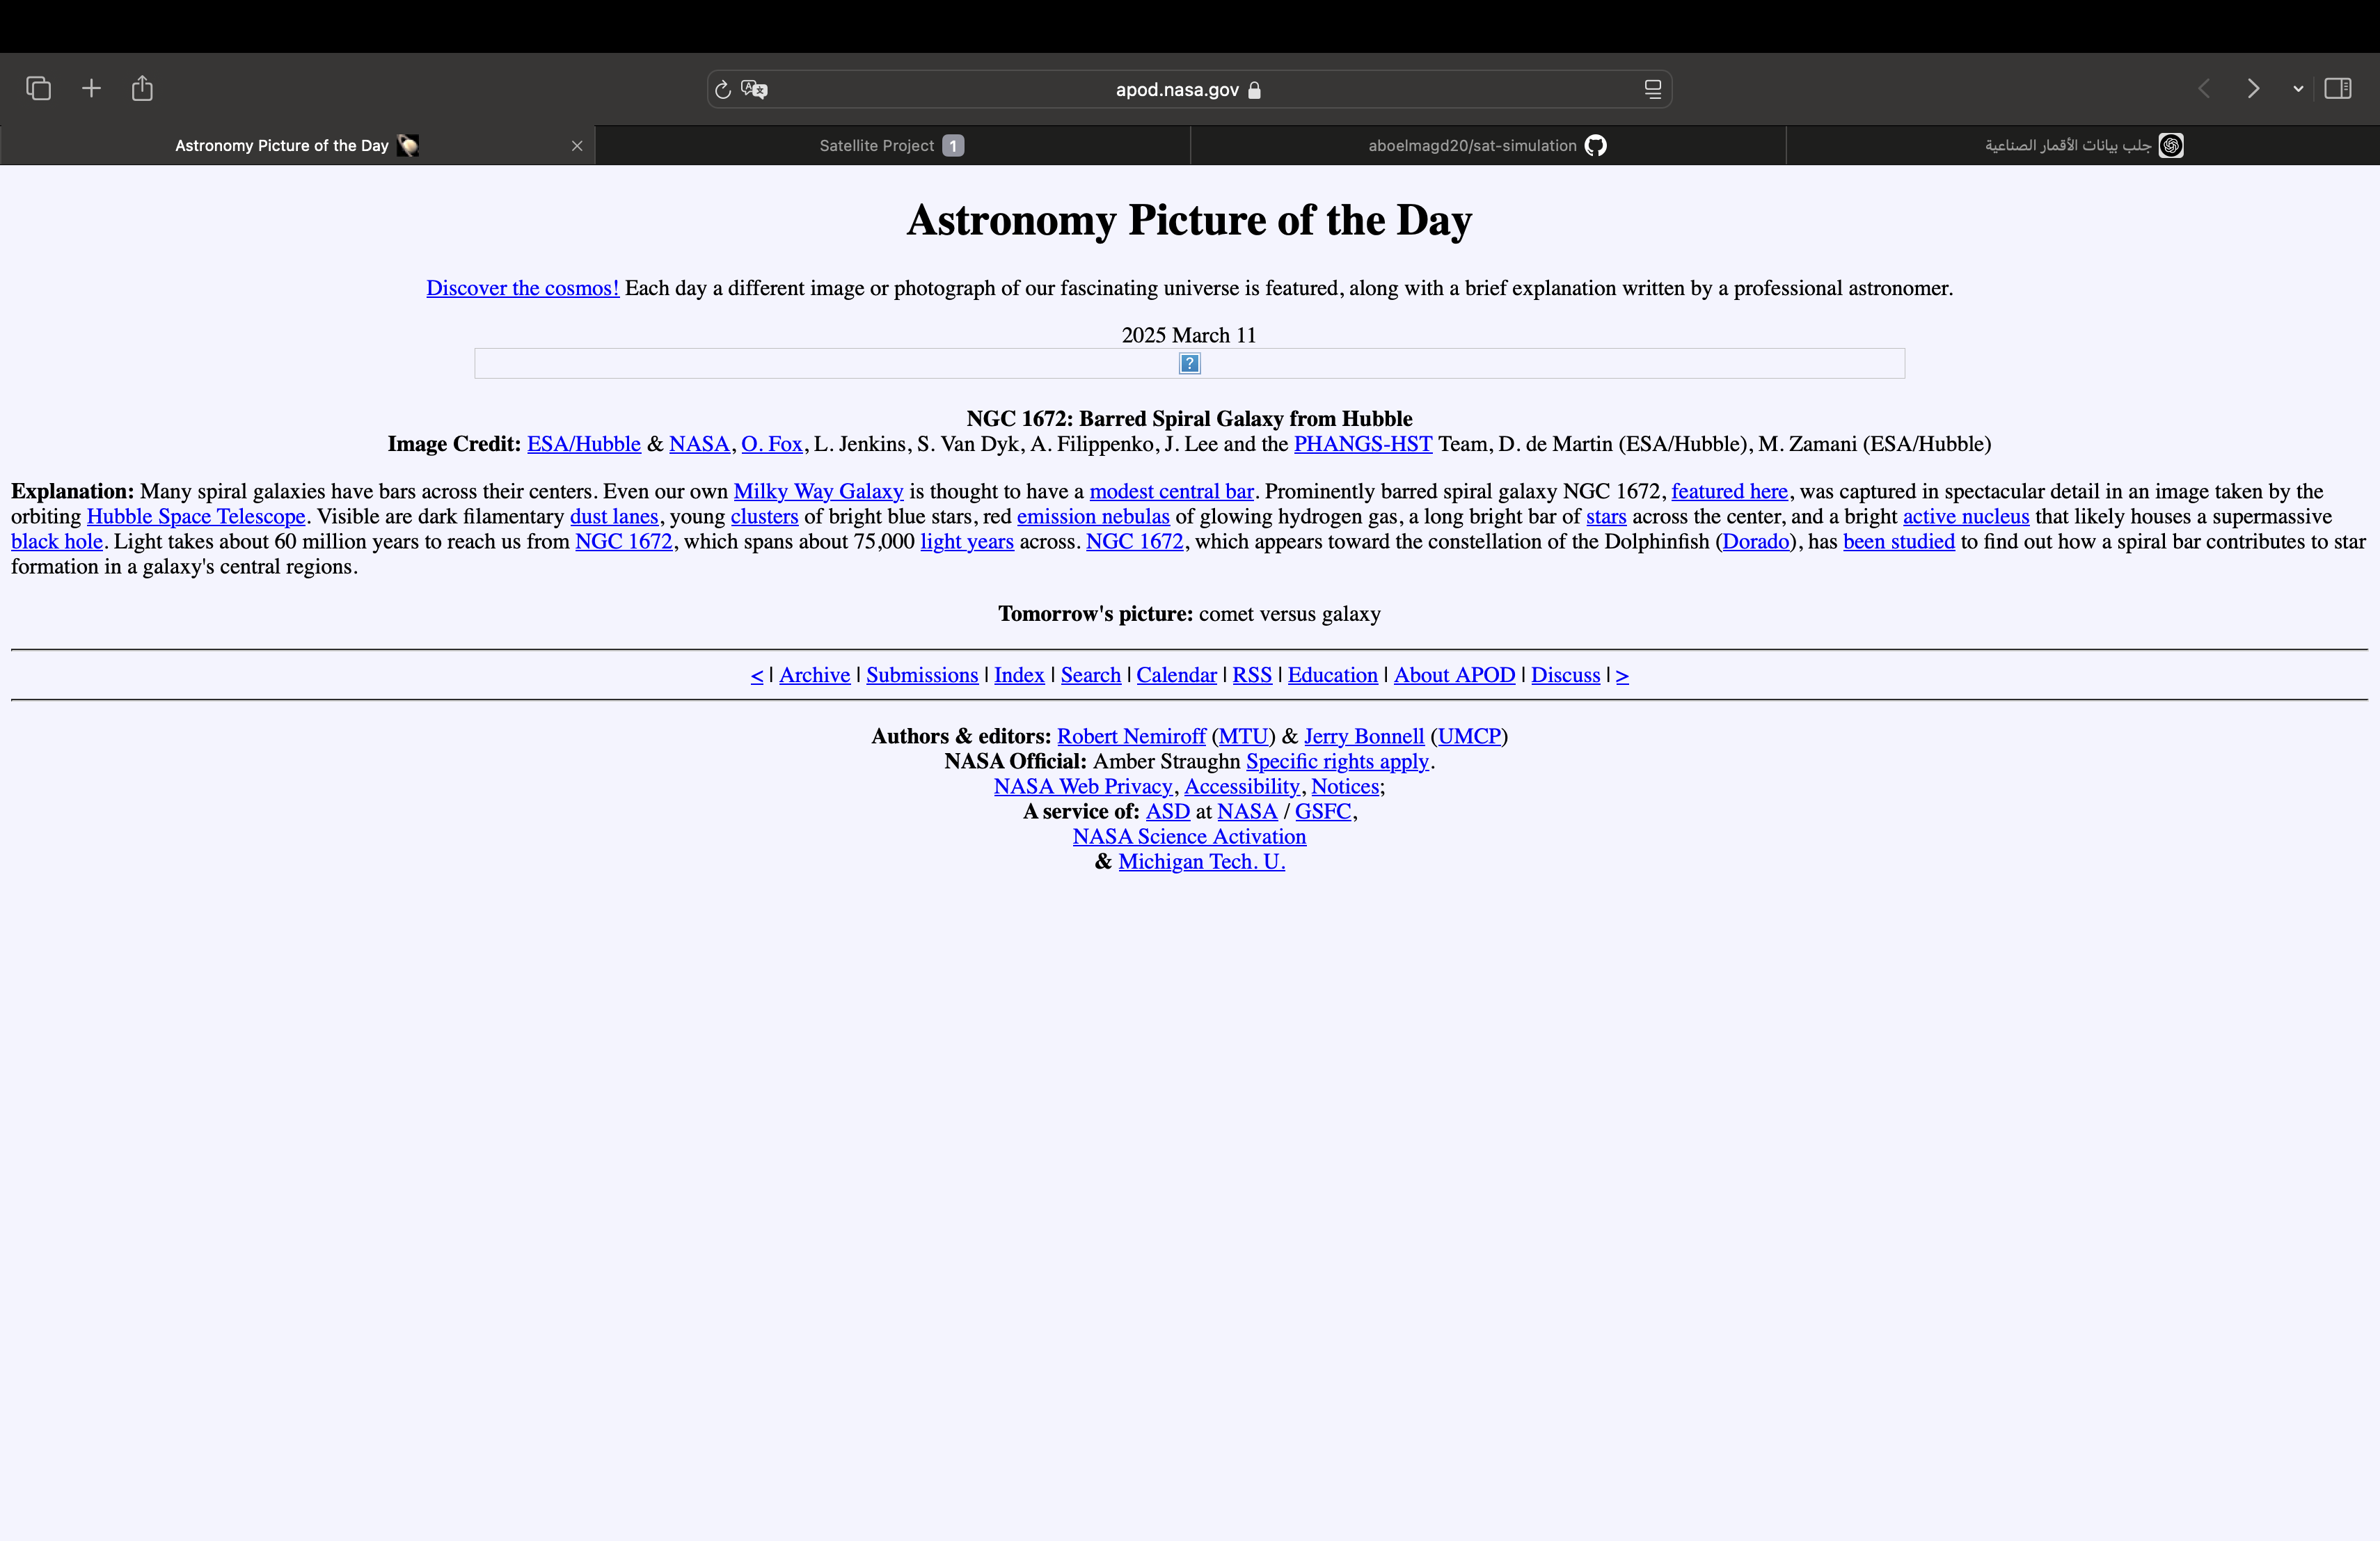 apod.nasa.gov
Astronomy Picture of the Day
Satellite Project 1
aboelmagd20/sat-simulation
جلب بيانات الأقمار الصناعية
Astronomy Picture of the Day
Discover the cosmos! Each day a different image or photograph of our fascinating universe is featured, along with a brief explanation written by a professional astronomer.
2025 March 11
?
NGC 1672: Barred Spiral Galaxy from Hubble
Image Credit: ESA/Hubble & NASA, O. Fox, L. Jenkins, S. Van Dyk, A. Filippenko, J. Lee and the PHANGS-HST Team, D. de Martin (ESA/Hubble), M. Zamani (ESA/Hubble)
Explanation: Many spiral galaxies have bars across their centers. Even our own Milky Way Galaxy is thought to have a modest central bar. Prominently barred spiral galaxy NGC 1672, featured here, was captured in spectacular detail in an image taken by the
orbiting Hubble Space Telescope. Visible are dark filamentary dust lanes, young clusters of bright blue stars, red emission nebulas of glowing hydrogen gas, a long bright bar of stars across the center, and a bright active nucleus that likely houses a supermassive
black hole. Light takes about 60 million years to reach us from NGC 1672, which spans about 75,000 light years across. NGC 1672, which appears toward the constellation of the Dolphinfish (Dorado), has been studied to find out how a spiral bar contributes to star
formation in a galaxy's central regions.
Tomorrow's picture: comet versus galaxy
< | Archive | Submissions | Index | Search | Calendar | RSS | Education | About APOD | Discuss | >
Authors & editors: Robert Nemiroff (MTU) & Jerry Bonnell (UMCP)
NASA Official: Amber Straughn Specific rights apply.
NASA Web Privacy, Accessibility, Notices;
A service of: ASD at NASA / GSFC,
NASA Science Activation
& Michigan Tech. U.